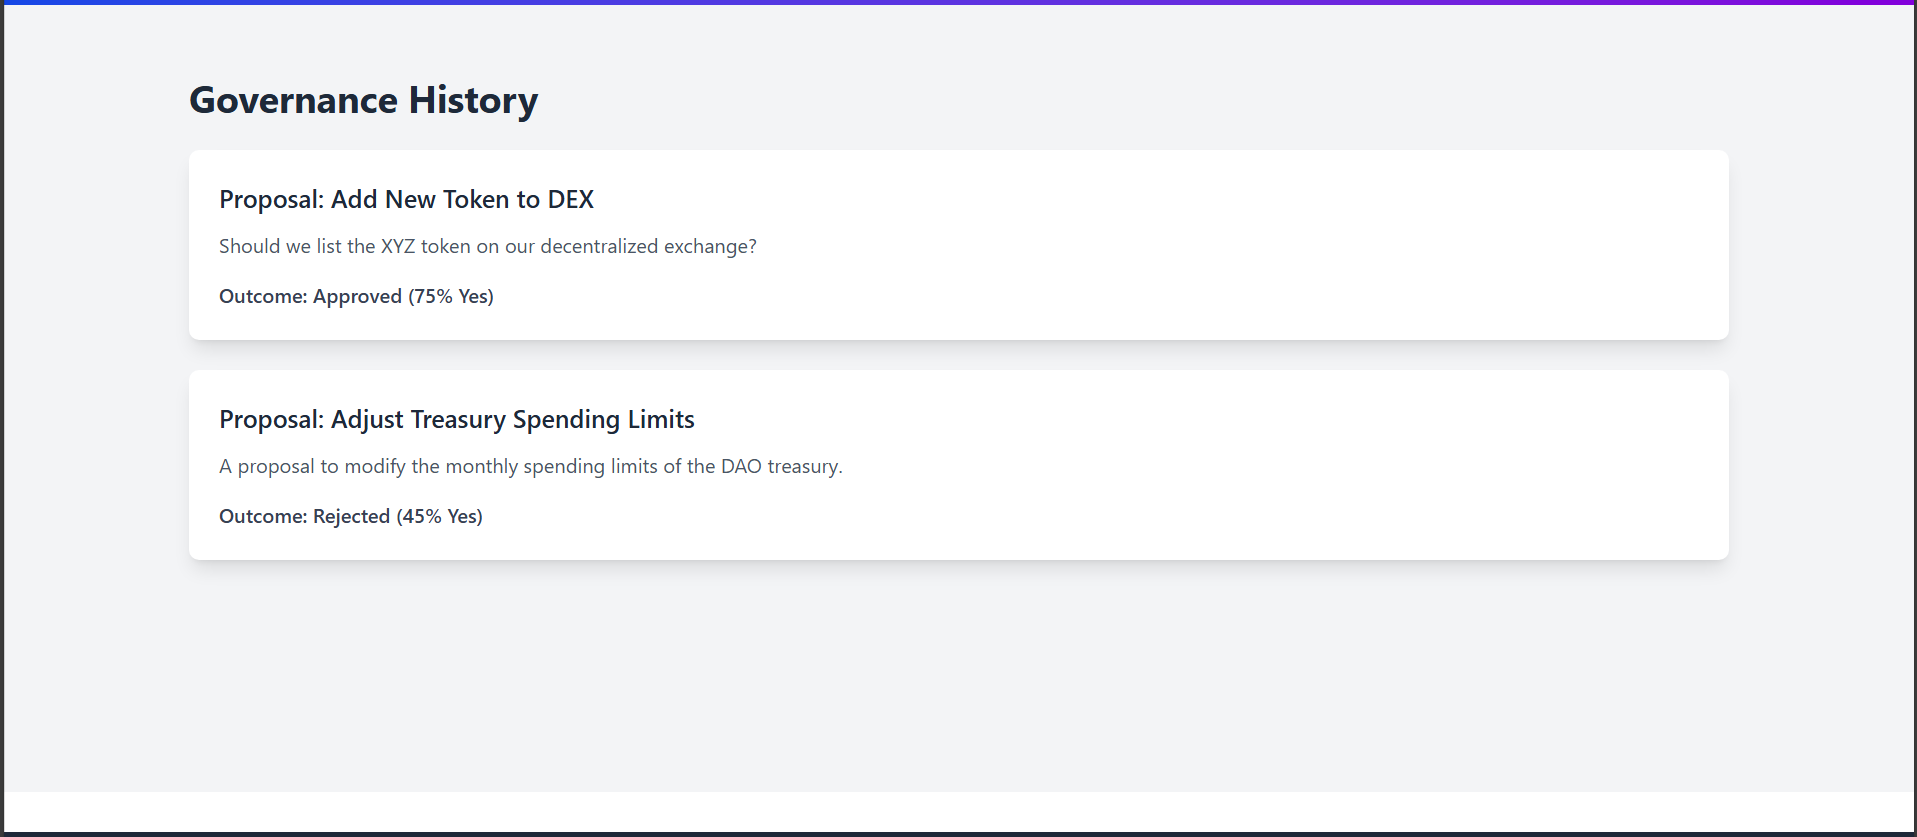 Governance History
Proposal: Add New Token to DEX
Should we list the XYZ token on our decentralized exchange?
Outcome: Approved (75% Yes)
Proposal: Adjust Treasury Spending Limits
A proposal to modify the monthly spending limits of the DAO treasury.
Outcome: Rejected (45% Yes)